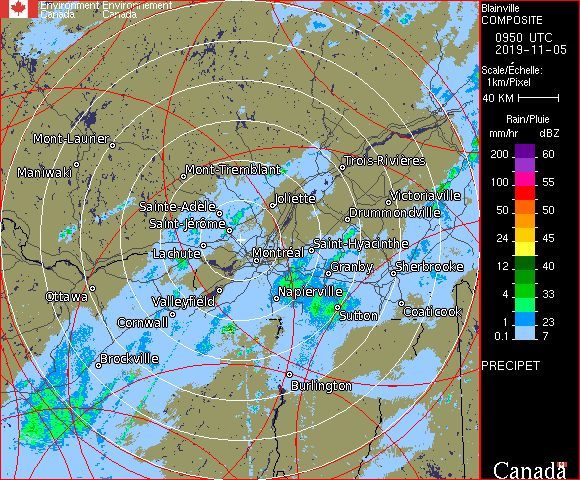 Environment Environnement
Canada Canada
Blainville
COMPOSITE
0950 UTC
2019-11-05
Scale/Échelle:
1km/Pixel
40 KM
Rain/Pluie
mm/hr dBZ
200 60
100 55
50 50
24 45
12 40
4 33
1 23
0.1 7
PRECIPET
Canada
Mont-Laurier
Maniwaki
Mont-Tremblant
Trois-Rivières
Joliette
Victoriaville
Sainte-Adele
Drummondville
Saint-Jérôme
Saint-Hyacinthe
Lachute
Montréal
Granby
Sherbrooke
Ottawa
Valleyfield
Napierville
Cornwall
Sutton
Coaticook
Brockville
Burlington